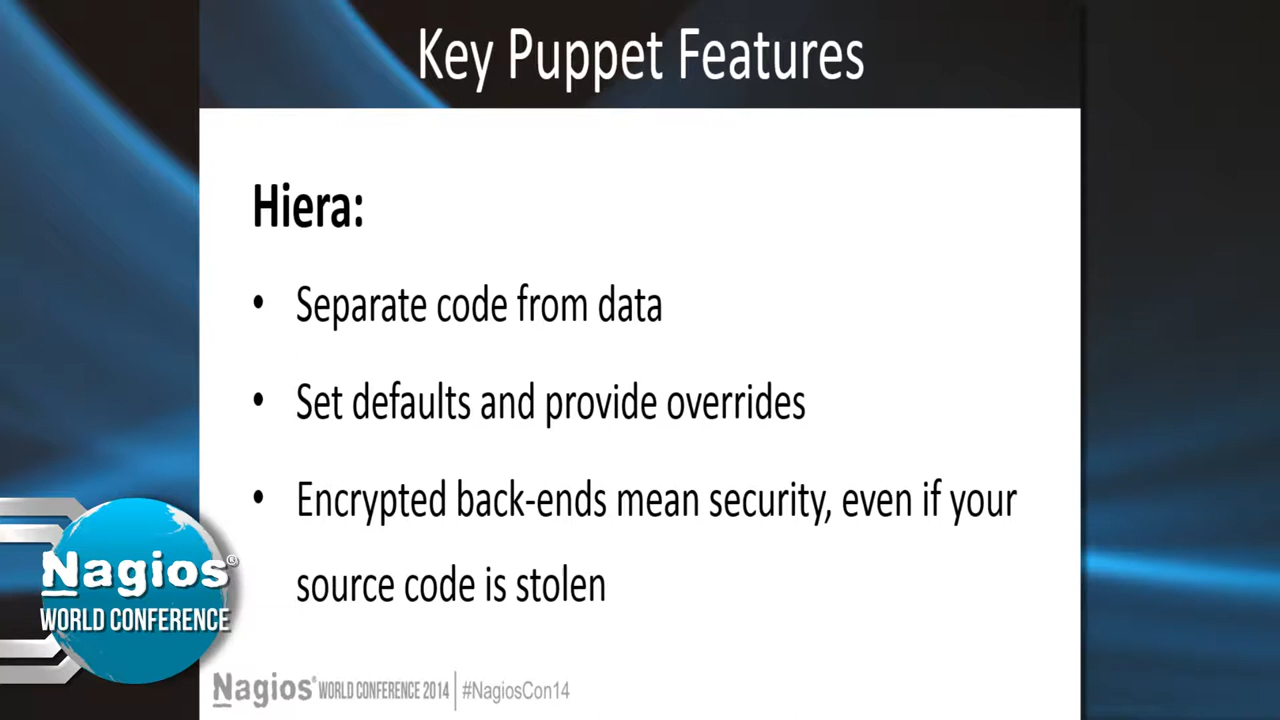 Key Puppet Features
Hiera:
• Separate code from data
• Set defaults and provide overrides
• Encrypted back-ends mean security, even if your
source code is stolen
Nagios®
WORLD CONFERENCE
Nagios® WORLD CONFERENCE 2014 | #NagiosCon14